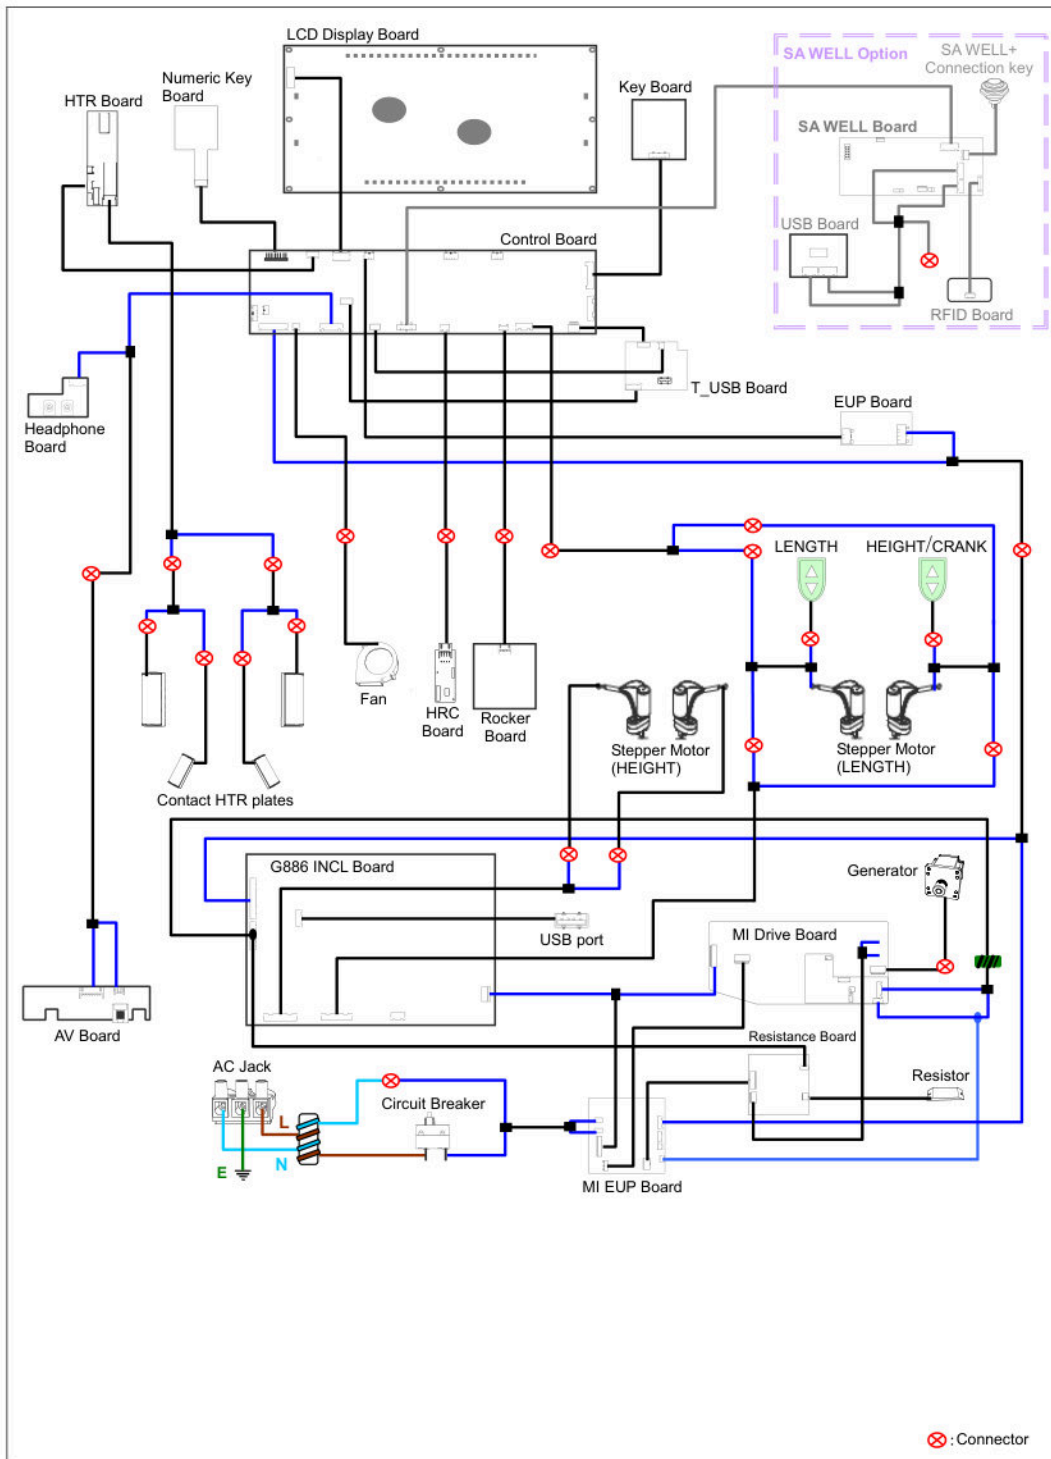 LCD Display Board
SA WELL Option
SA WELL+
Connection key
Numeric Key
Board
HTR Board
Key Board
SA WELL Board
USB Board
Control Board
RFID Board
T_USB Board
EUP Board
Headphone
Board
LENGTH
HEIGHT/CRANK
Fan
HRC
Board
Rocker
Board
Stepper Motor
(HEIGHT)
Stepper Motor
(LENGTH)
Contact HTR plates
G886 INCL Board
Generator
USB port
MI Drive Board
AV Board
Resistance Board
AC Jack
Circuit Breaker
Resistor
L
E
N
MI EUP Board
: Connector